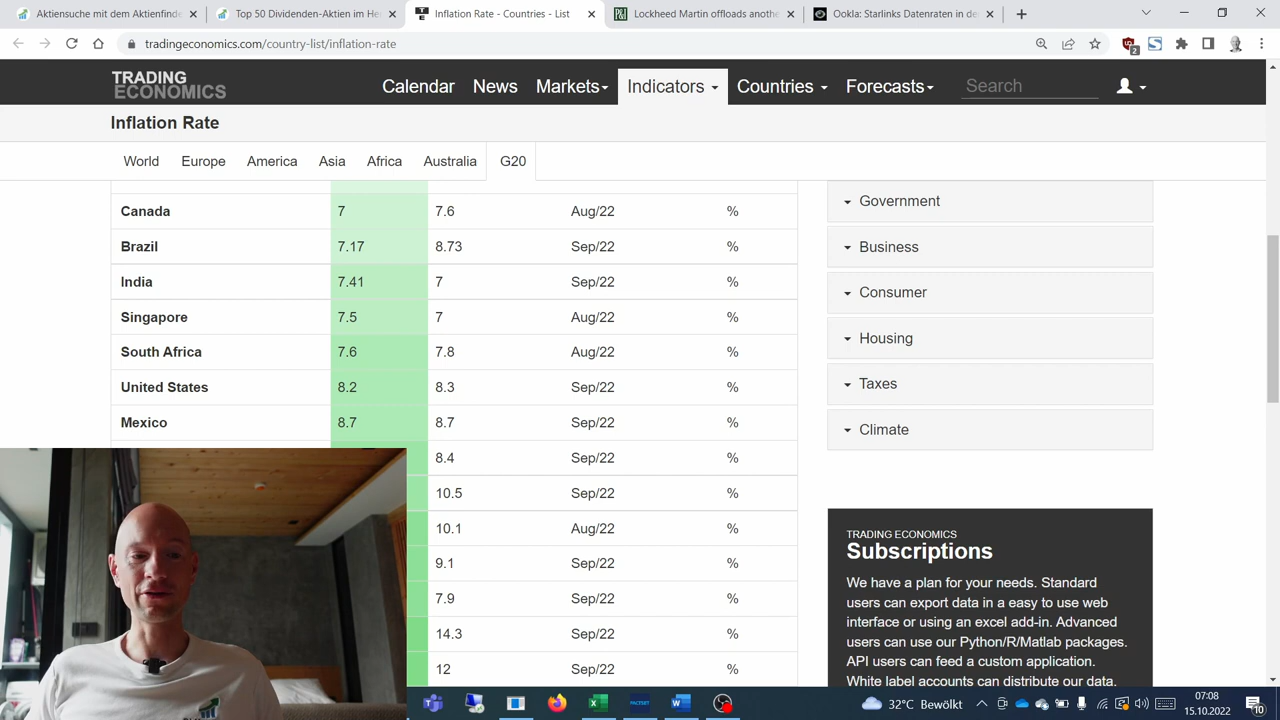 Aktiensuche mit dem Aktienfinder
Top 50 Dividenden-Aktien im He
Inflation Rate - Countries - List
Lockheed Martin offloads anothe
Ookla: Starlinks Datenraten in de
tradingeconomics.com/country-list/inflation-rate
2
TRADING
ECONOMICS
Calendar News Markets Indicators Countries Forecasts Search
Inflation Rate
World Europe America Asia Africa Australia G20
Canada 7 7.6 Aug/22 %
Brazil 7.17 8.73 Sep/22 %
India 7.41 7 Sep/22 %
Singapore 7.5 7 Aug/22 %
South Africa 7.6 7.8 Aug/22 %
United States 8.2 8.3 Sep/22 %
Mexico 8.7 8.7 Sep/22 %
8.4 Sep/22 %
10.5 Sep/22 %
10.1 Aug/22 %
9.1 Sep/22 %
7.9 Sep/22 %
14.3 Sep/22 %
12 Sep/22 %
Government
Business
Consumer
Housing
Taxes
Climate
TRADING ECONOMICS
Subscriptions
We have a plan for your needs. Standard
users can export data in a easy to use web
interface or using an excel add-in. Advanced
users can use our Python/R/Matlab packages.
API users can feed a custom application.
White label accounts can distribute our data.
32°C Bewölkt
07:08
15.10.2022